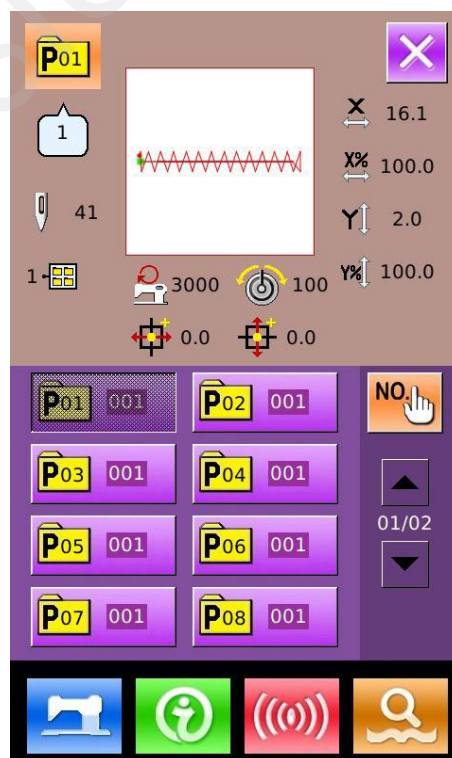 P01
1
X 16.1
X% 100.0
41
Y 2.0
1-
3000
100
Y% 100.0
0.0
0.0
P01 001
P02 001
NO.
P03 001
P04 001
01/02
P05 001
P06 001
P07 001
P08 001